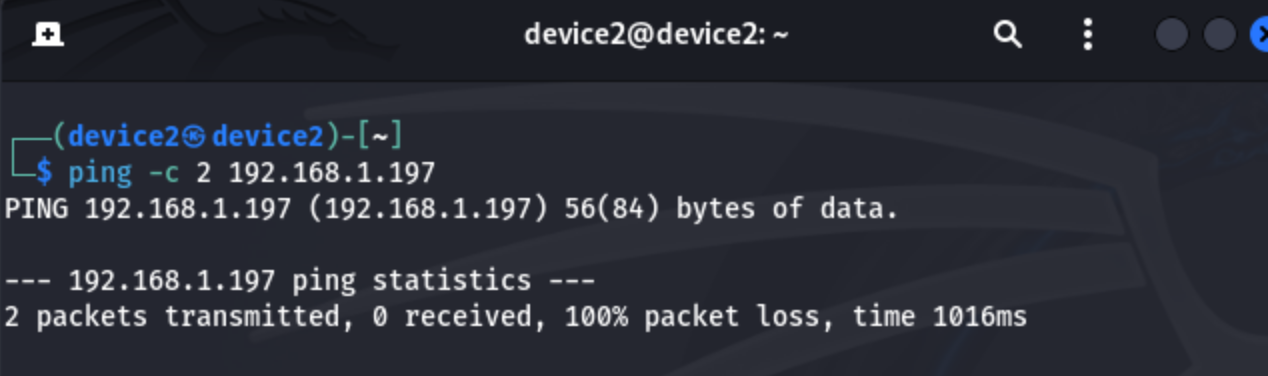 device2@device2: ~
┌──(device2㉿device2)-[~]
└─$ ping -c 2 192.168.1.197
PING 192.168.1.197 (192.168.1.197) 56(84) bytes of data.
--- 192.168.1.197 ping statistics ---
2 packets transmitted, 0 received, 100% packet loss, time 1016ms